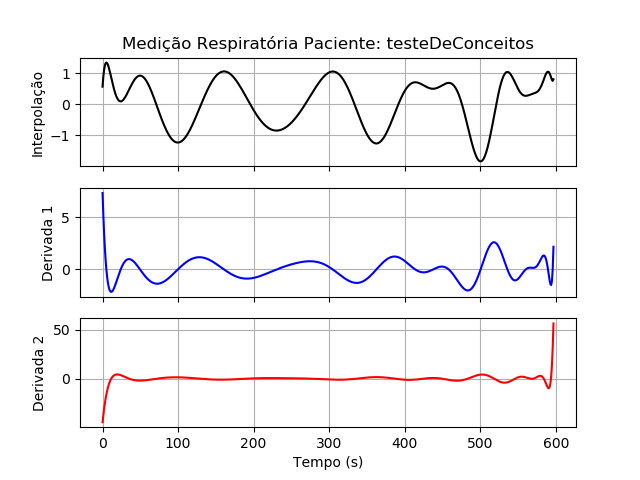 Medição Respiratória Paciente: testeDeConceitos
Interpolação
1
0
−1
Derivada 1
5
0
Derivada 2
50
0
0 100 200 300 400 500 600
Tempo (s)